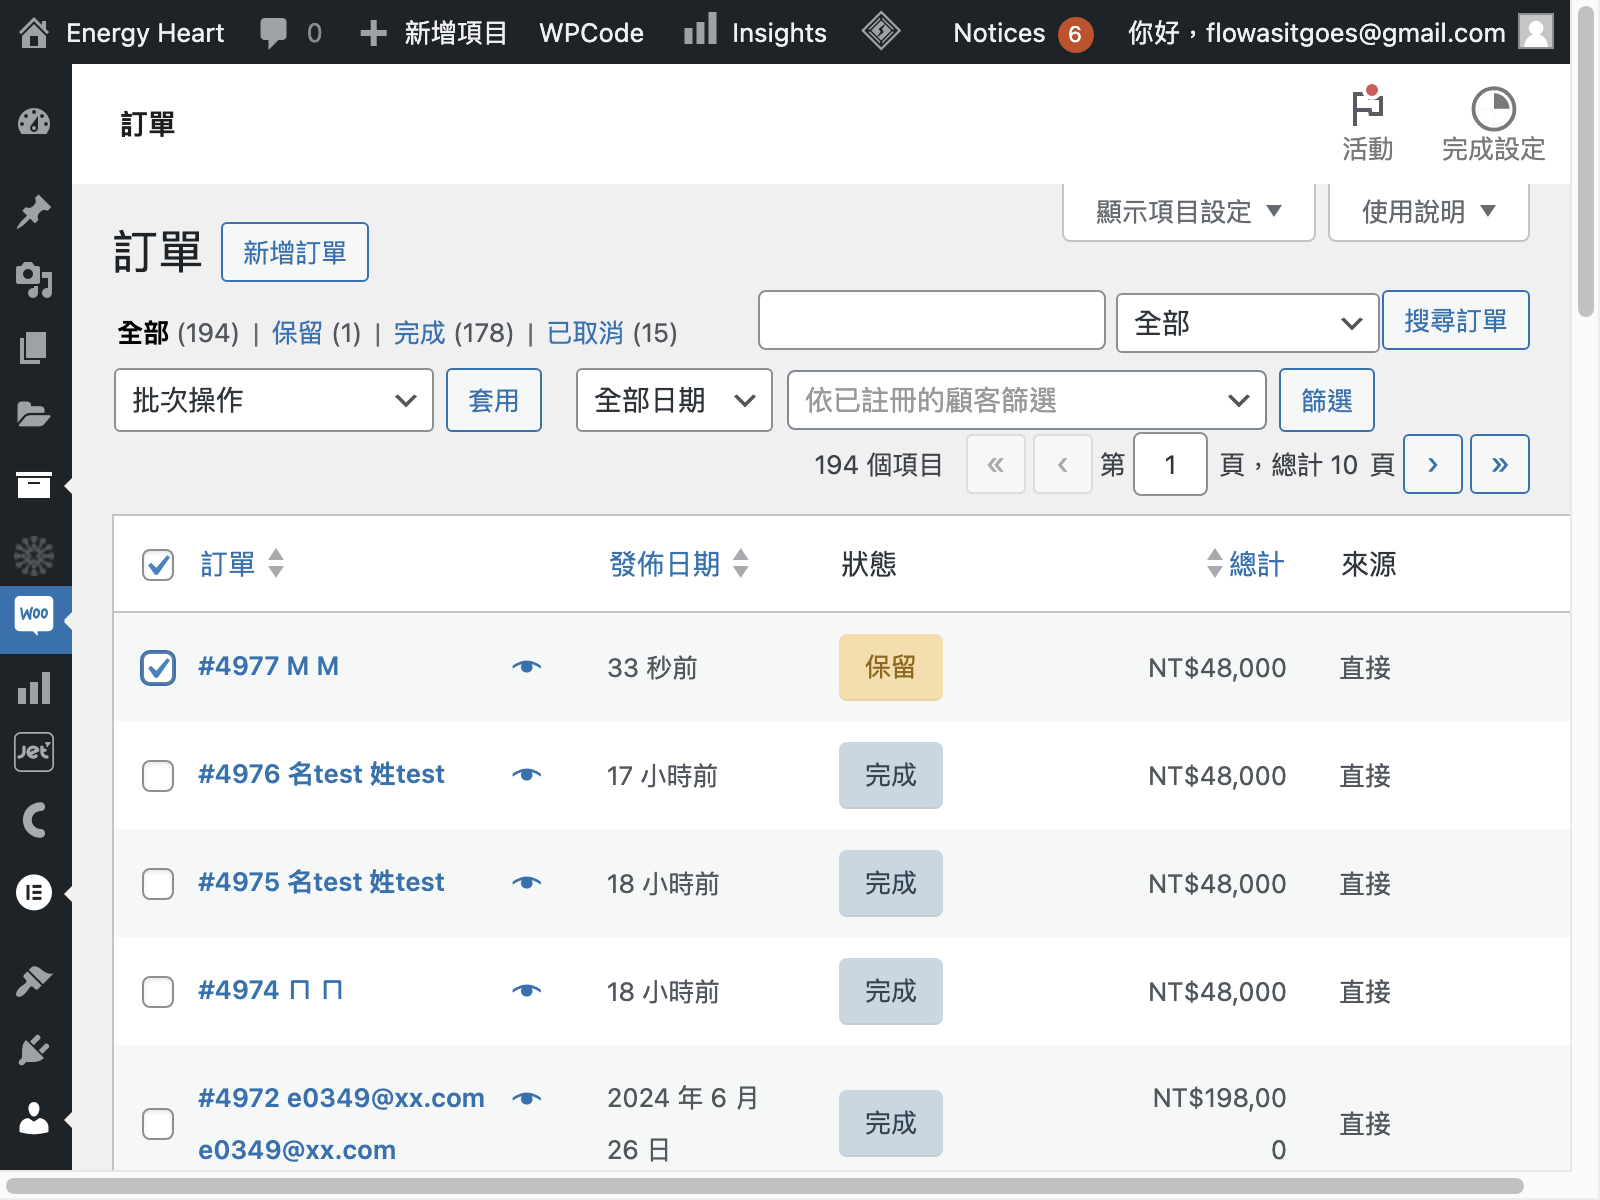 Energy Heart 0 新增項目 WPCode Insights Notices 6 你好，flowasitgoes@gmail.com
訂單
活動 完成設定
顯示項目設定 使用說明
訂單 新增訂單
全部 (194) | 保留 (1) | 完成 (178) | 已取消 (15)
全部 搜尋訂單
批次操作 套用 全部日期 依已註冊的顧客篩選 篩選
194 個項目 « ‹ 第 1 頁，總計 10 頁 › »
訂單 發佈日期 狀態 總計 來源
Woo
#4977 M M 33 秒前 保留 NT$48,000 直接
Jet
#4976 名test 姓test 17 小時前 完成 NT$48,000 直接
#4975 名test 姓test 18 小時前 完成 NT$48,000 直接
#4974 ㄇ ㄇ 18 小時前 完成 NT$48,000 直接
#4972 e0349@xx.com 2024 年 6 月 完成 NT$198,00 直接
e0349@xx.com 26 日 0